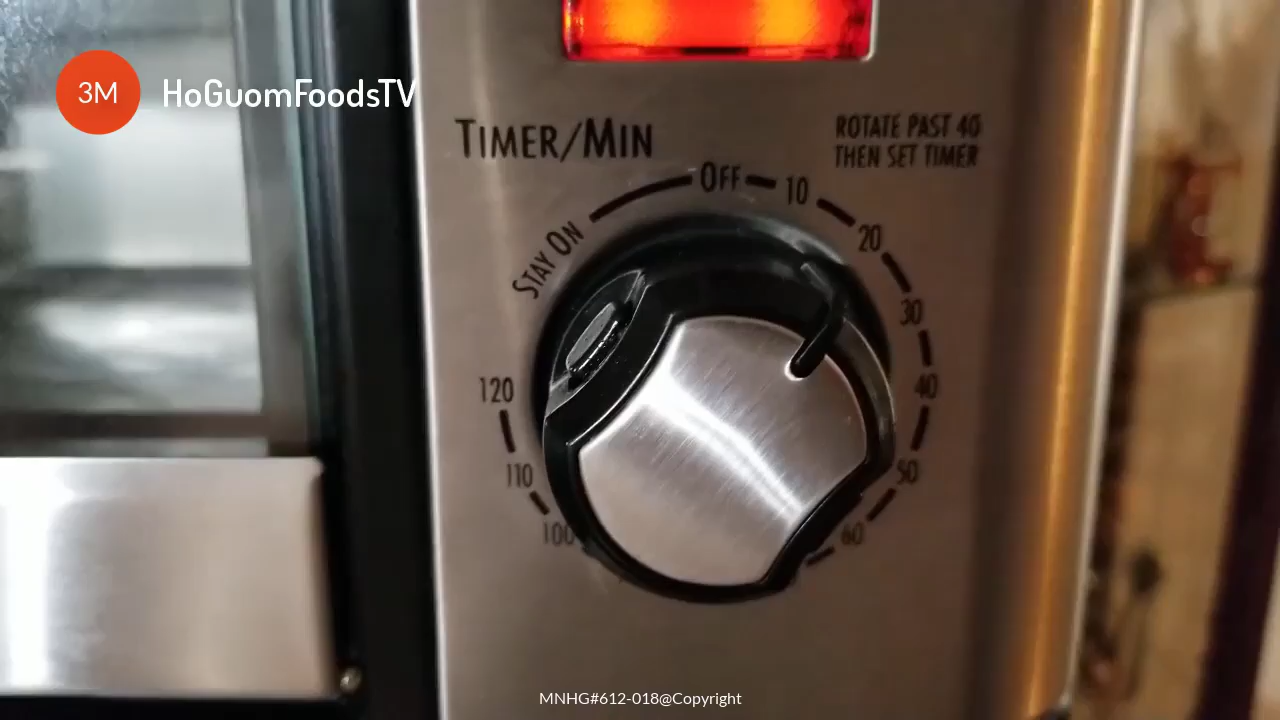 3M HoGuomFoodsTV
TIMER/MIN
ROTATE PAST 40
THEN SET TIMER
OFF
10
20
30
40
50
60
100
110
120
STAY ON
MNHG#612-018@Copyright